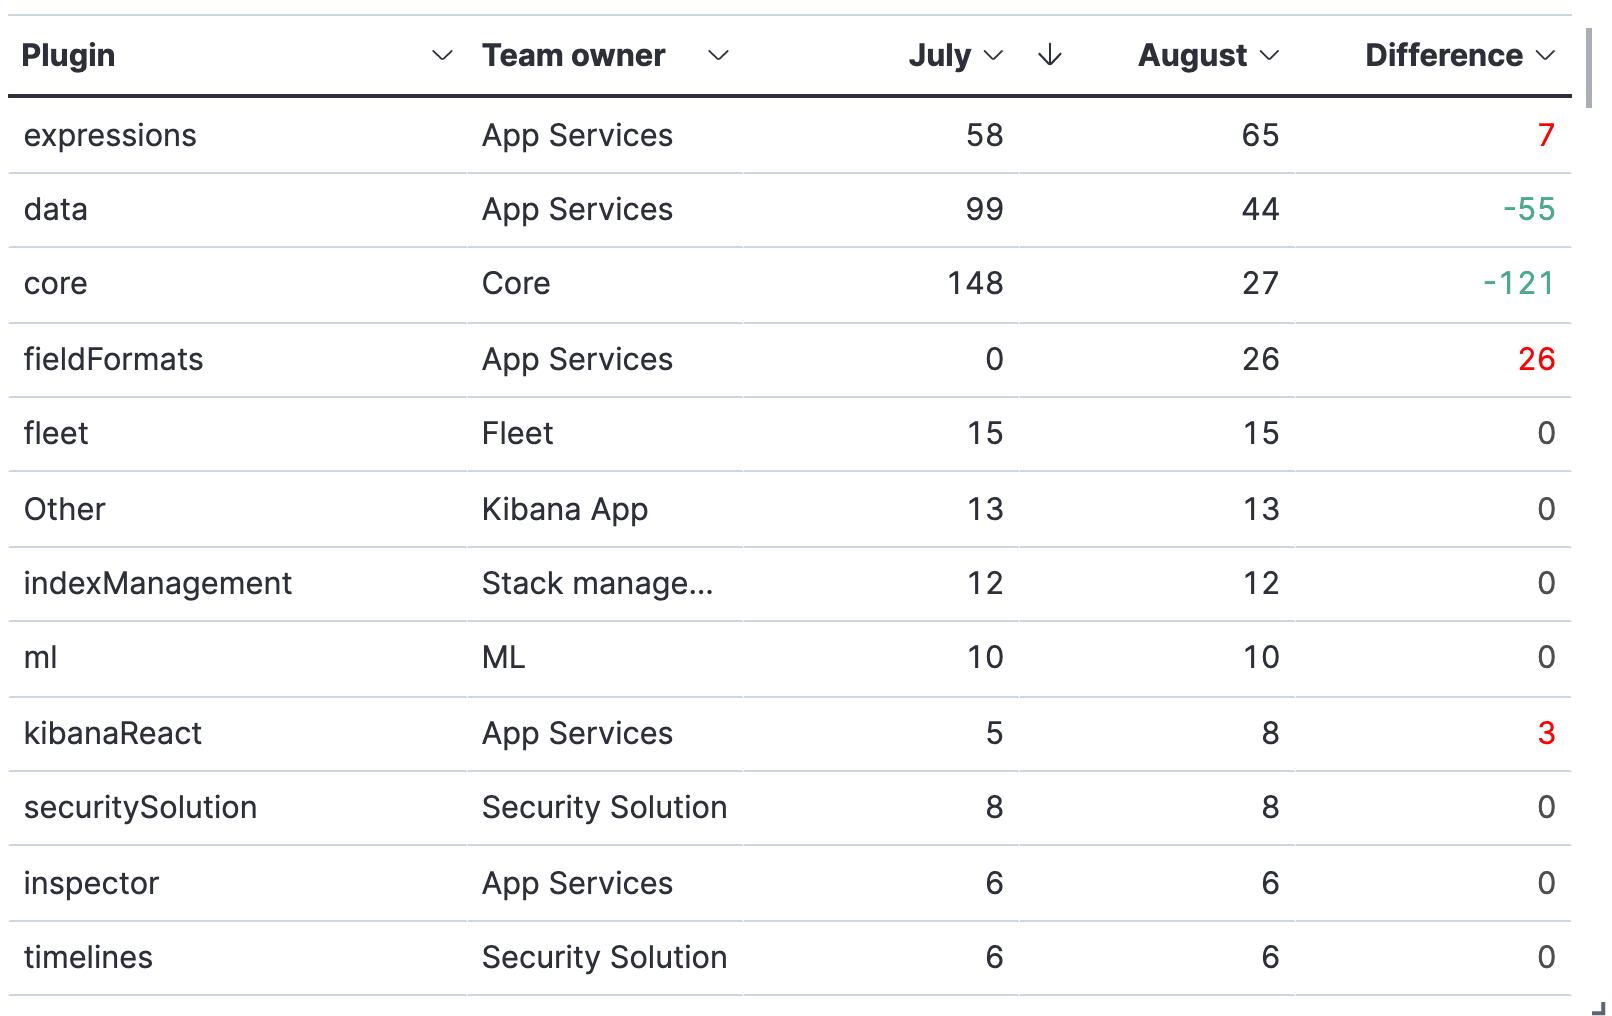 Plugin Team owner July August Difference
expressions App Services 58 65 7
data App Services 99 44 -55
core Core 148 27 -121
fieldFormats App Services 0 26 26
fleet Fleet 15 15 0
Other Kibana App 13 13 0
indexManagement Stack manage... 12 12 0
ml ML 10 10 0
kibanaReact App Services 5 8 3
securitySolution Security Solution 8 8 0
inspector App Services 6 6 0
timelines Security Solution 6 6 0